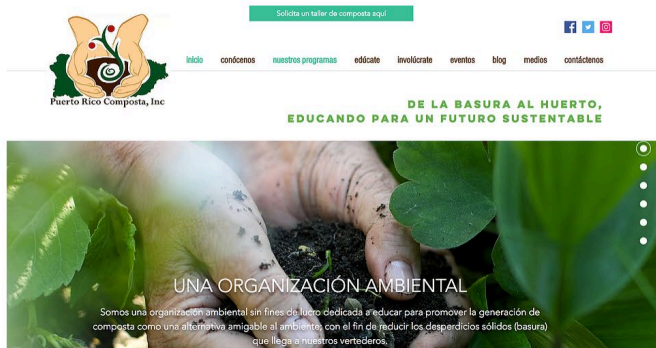 Solicita un taller de composta aquí
Puerto Rico Composta, Inc
inicio conócenos nuestros programas edúcate involúcrate eventos blog medios contáctenos
DE LA BASURA AL HUERTO,
EDUCANDO PARA UN FUTURO SUSTENTABLE
UNA ORGANIZACIÓN AMBIENTAL
Somos una organización ambiental sin fines de lucro dedicada a educar para promover la generación de
composta como una alternativa amigable al ambiente; con el fin de reducir los desperdicios sólidos (basura)
que llega a nuestros vertederos.